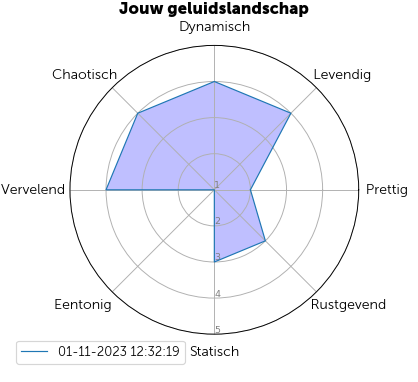 Jouw geluidslandschap
Dynamisch
Chaotisch
Levendig
Vervelend
1
Prettig
2
3
4
5
Eentonig
Rustgevend
01-11-2023 12:32:19
Statisch